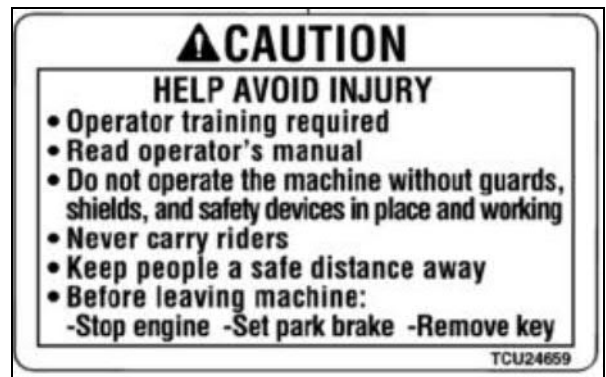 CAUTION
HELP AVOID INJURY
• Operator training required
• Read operator's manual
• Do not operate the machine without guards,
shields, and safety devices in place and working
• Never carry riders
• Keep people a safe distance away
• Before leaving machine:
-Stop engine -Set park brake -Remove key
TCU24659